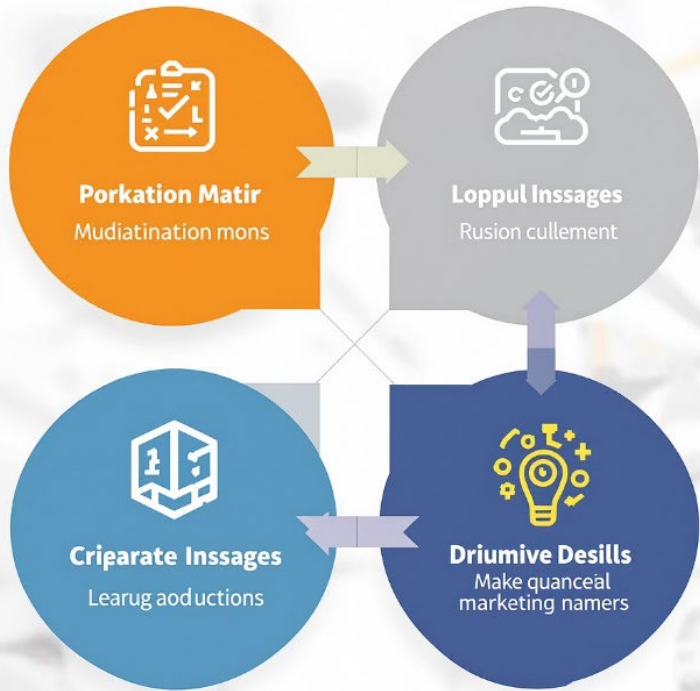 Porkation Matir
Mudiatination mons
Loppul Inssages
Rusion cullement
Criparate Inssages
Learug aoductions
Driumive Desills
Make quanceal
marketing namers